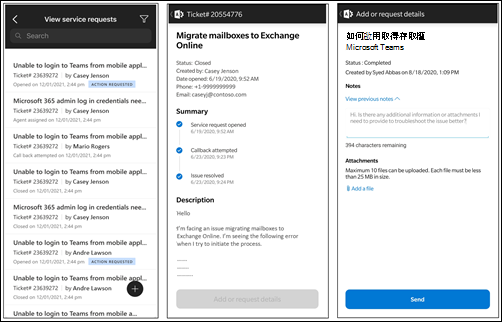 View service requests
Search
Unable to login to Teams from mobile appl...
Ticket# 23639272 by Casey Jenson
Opened on 12/01/2021, 2:44 pm ACTION REQUESTED
Microsoft 365 admin log in credentials nee...
Ticket# 23639272 by Casey Jenson
Agent assigned on 12/01/2021, 2:44 pm
Unable to login to Teams from mobile appl...
Ticket# 23639272 by Mario Rogers
Call back attempted on 12/01/2021, 2:44 pm
Unable to login to Teams from mobile appl...
Ticket# 23639272 by Casey Jenson
Closed on 12/01/2021, 2:44 pm
Microsoft 365 admin log in credentials nee...
Ticket# 23639272 by Casey Jenson
Closed on 12/01/2021, 2:44 pm
Unable to login to Teams from mobile appl...
Ticket# 23639272 by Andre Lawson
ACTION REQUESTED
Unable to login to Teams from mobile appl...
Ticket# 23639272 by Andre Lawson
Closed on 12/01/2021, 2:44 pm
Unable to login to Teams from mobile a...
Ticket# 20554776
Migrate mailboxes to Exchange
Online
Status: Closed
Created by: Casey Jenson
Date opened: 6/19/2020, 9:52 AM
Phone: +1-9999999999
Email: caseyj@contoso.com
Summary
Service request opened
6/19/2020, 9:52 AM
Callback attempted
6/23/2020, 9:23 PM
Issue resolved
6/23/2020, 9:24 PM
Description
Hello
I'm facing an issue migrating mailboxes to
Exchange Online. I'm seeing the following error
when I try to initiate the process.
Add or request details
Add or request details
如何啟用取得存取權
Microsoft Teams
Status : Completed
Created by Syed Abbas on 8/18/2020, 1:09 PM
Notes
View previous notes
Hi. Is there any additional information or attachments I
need to provide to troubleshoot the issue better?
394 characters remaining
Attachments
Maximum 10 files can be uploaded. Each file must be less
than 25 MB in size.
Add a file
Send